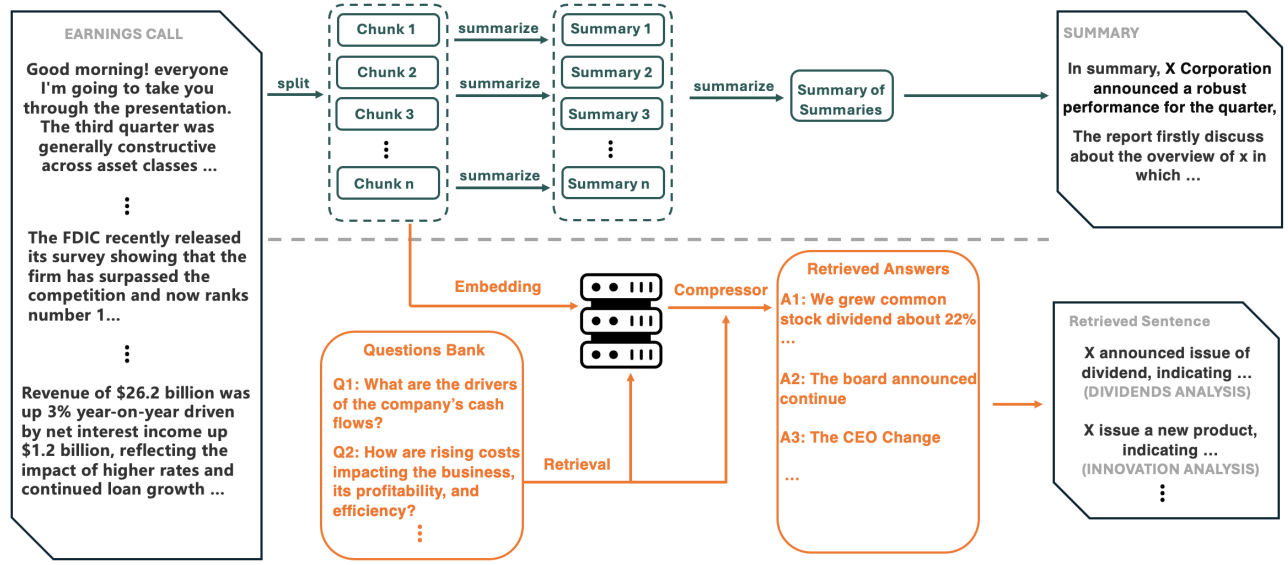 EARNINGS CALL
Good morning! everyone
I'm going to take you
through the presentation.
The third quarter was
generally constructive
across asset classes ...
The FDIC recently released
its survey showing that the
firm has surpassed the
competition and now ranks
number 1...
Revenue of $26.2 billion was
up 3% year-on-year driven
by net interest income up
$1.2 billion, reflecting the
impact of higher rates and
continued loan growth ...
split
Chunk 1
Chunk 2
Chunk 3
Chunk n
summarize
summarize
summarize
Summary 1
Summary 2
Summary 3
Summary n
summarize
Summary of
Summaries
SUMMARY
In summary, X Corporation
announced a robust
performance for the quarter,
The report firstly discuss
about the overview of x in
which ...
Embedding
Questions Bank
Q1: What are the drivers
of the company's cash
flows?
Q2: How are rising costs
impacting the business,
its profitability, and
efficiency?
Retrieval
Compressor
Retrieved Answers
A1: We grew common
stock dividend about 22%
...
A2: The board announced
continue
A3: The CEO Change
...
Retrieved Sentence
X announced issue of
dividend, indicating ...
(DIVIDENDS ANALYSIS)
X issue a new product,
indicating ...
(INNOVATION ANALYSIS)